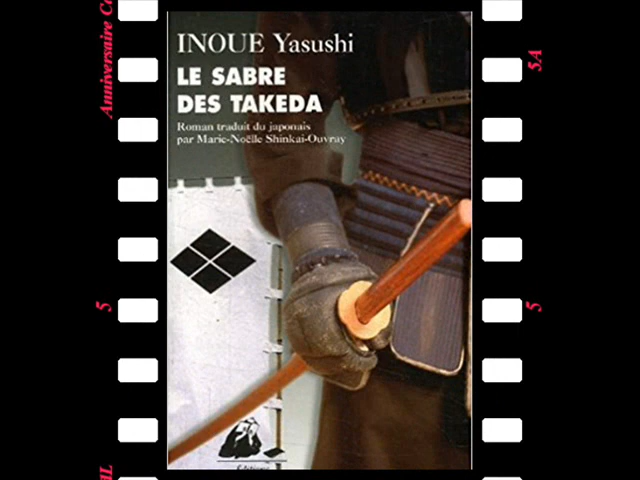 INOUE Yasushi
LE SABRE
DES TAKEDA
Roman traduit du japonais
par Marie-Noëlle Shinkai-Ouvray
Anniversaire
5A
5
5